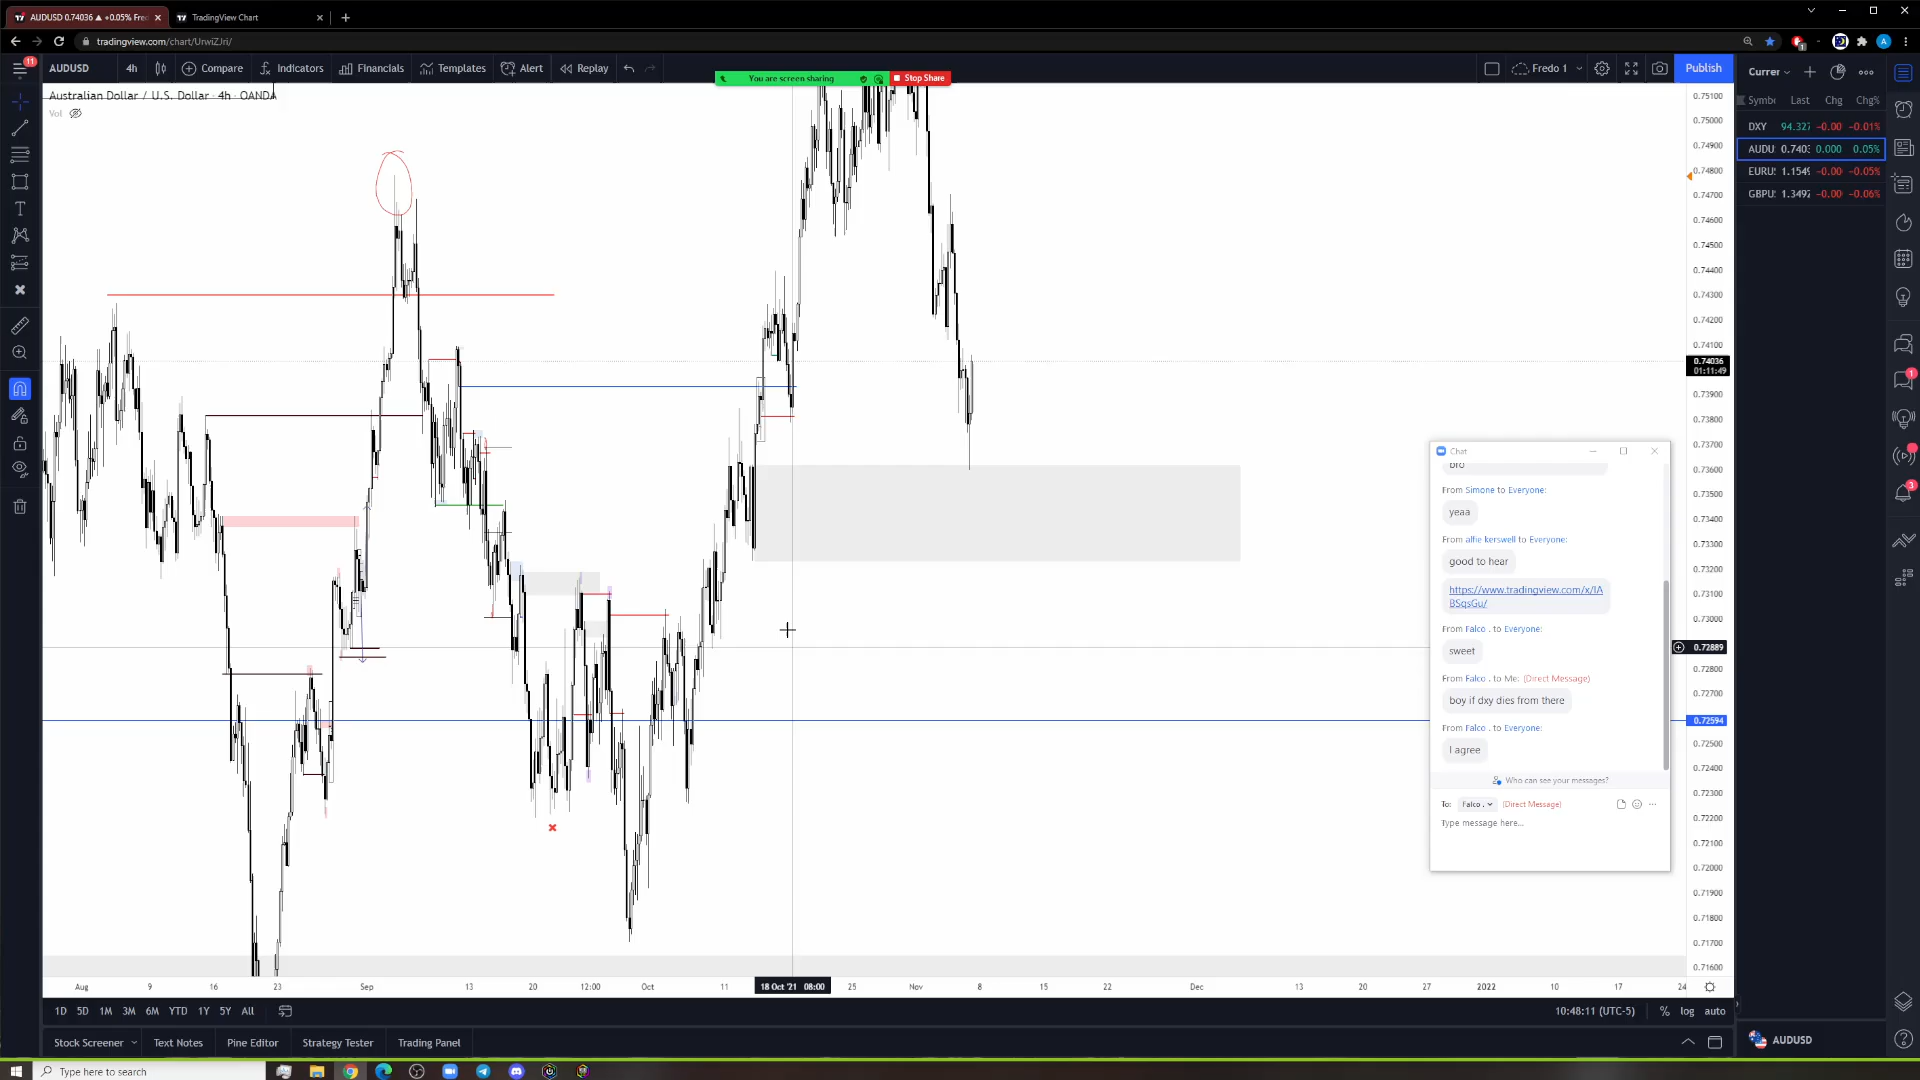 AUDUSD 0.74036 ▲ +0.05% Fre
TradingView Chart
tradingview.com/chart/UrwiZJri/
11
AUDUSD 4h Compare Indicators Financials Templates Alert Replay
You are screen sharing Stop Share
Fredo 1 Publish
Australian Dollar / U.S. Dollar · 4h · OANDA
Vol
Symb Last Chg Chg%
DXY 94.327 -0.00 -0.01%
AUDU 0.740 0.000 0.05%
EURU 1.1549 -0.00 -0.05%
GBPU 1.3492 -0.00 -0.06%
0.75100
0.75000
0.74900
0.74800
0.74700
0.74600
0.74500
0.74400
0.74300
0.74200
0.74100
0.74036
01:11:49
0.73900
0.73800
0.73700
0.73600
0.73500
0.73400
0.73300
0.73200
0.73100
0.73000
0.72889
0.72800
0.72700
0.72594
0.72500
0.72400
0.72300
0.72200
0.72100
0.72000
0.71900
0.71800
0.71700
0.71600
Chat
bro
From Simone to Everyone:
yeaa
From alfie kerswell to Everyone:
good to hear
https://www.tradingview.com/x/IA
BSqsGu/
From Falco . to Everyone:
sweet
From Falco . to Me: (Direct Message)
boy if dxy dies from there
From Falco . to Everyone:
I agree
Who can see your messages?
To: Falco . (Direct Message)
Type message here...
Aug 9 16 23 Sep 13 20 12:00 Oct 11 18 Oct '21 08:00 25 Nov 8 15 22 Dec 13 20 27 2022 10 17 24
1D 5D 1M 3M 6M YTD 1Y 5Y All
10:48:11 (UTC-5) % log auto
Stock Screener Text Notes Pine Editor Strategy Tester Trading Panel
AUDUSD
Type here to search